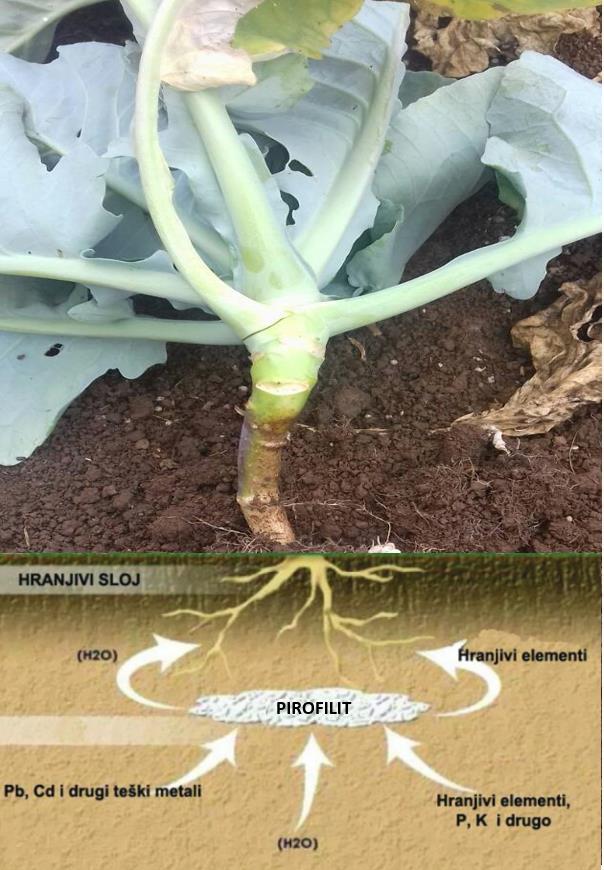 HRANJIVI SLOJ
(H2O)
Hranjivi elementi
PIROFILIT
Pb, Cd i drugi teški metali
Hranjivi elementi,
P, K i drugo
(H2O)